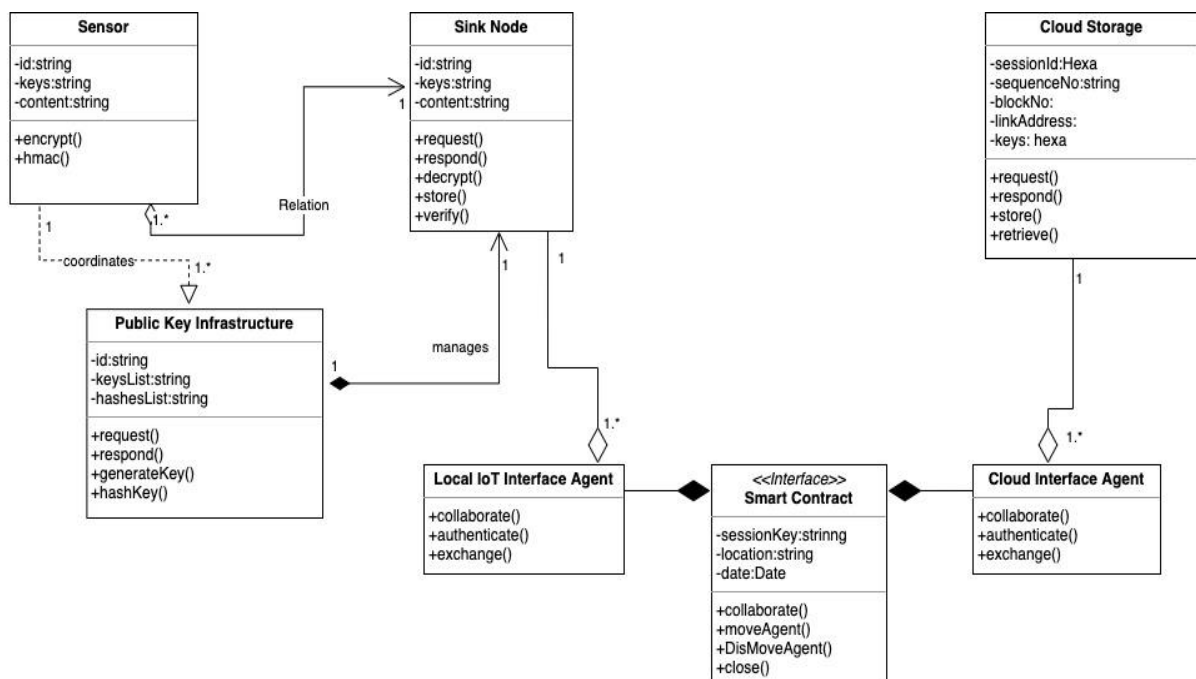 Sensor
-id:string
-keys:string
-content:string
+encrypt()
+hmac()
Sink Node
-id:string
-keys:string
-content:string
+request()
+respond()
+decrypt()
+store()
+verify()
Cloud Storage
-sessionId:Hexa
-sequenceNo:string
-blockNo:
-linkAddress:
-keys: hexa
+request()
+respond()
+store()
+retrieve()
1
Relation
1.*
1
coordinates
1.*
Public Key Infrastructure
-id:string
-keysList:string
-hashesList:string
+request()
+respond()
+generateKey()
+hashKey()
1
manages
1
1
1.*
1
1.*
Local IoT Interface Agent
+collaborate()
+authenticate()
+exchange()
<<Interface>>
Smart Contract
-sessionKey:strinng
-location:string
-date:Date
+collaborate()
+moveAgent()
+DisMoveAgent()
+close()
Cloud Interface Agent
+collaborate()
+authenticate()
+exchange()